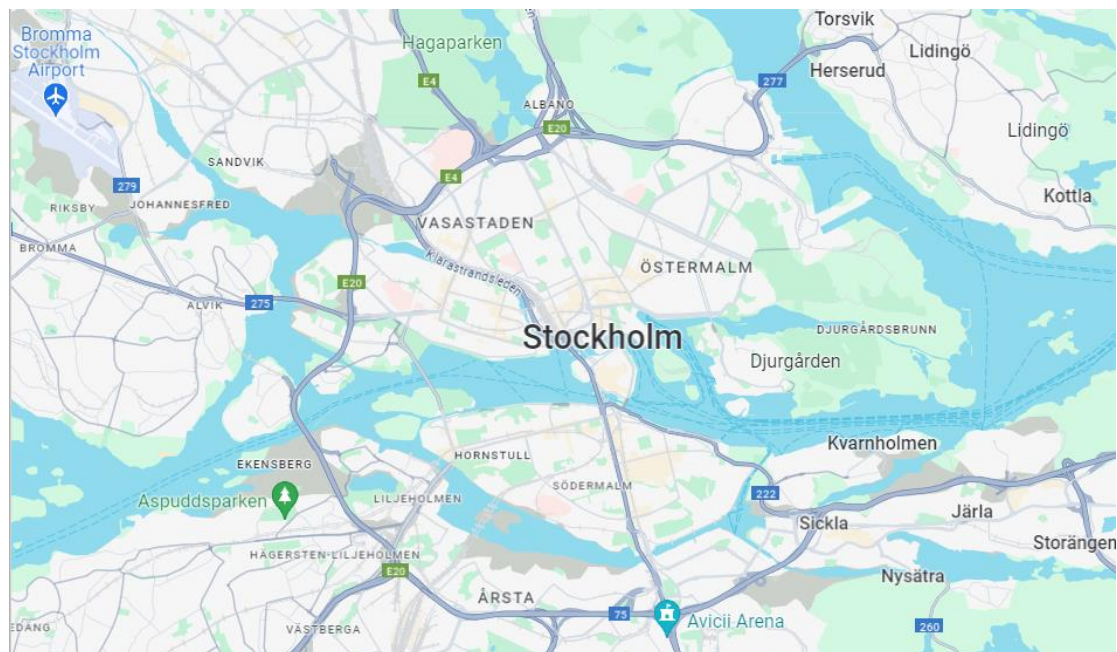 Bromma
Stockholm
Airport
Hagaparken
Torsvik
Lidingö
Herserud
E4
277
ALBANO
E20
Lidingö
SANDVIK
E4
279
Kottla
RIKSBY
JOHANNESFRED
VASASTADEN
BROMMA
Klarastrandsleden
ÖSTERMALM
E20
ALVIK
275
Stockholm
DJURGÅRDSBRUNN
Djurgården
Kvarnholmen
HORNSTULL
EKENSBERG
SÖDERMALM
222
Aspuddsparken
LILJEHOLMEN
Sickla
Järla
Storängen
HÄGERSTEN-LILJEHOLMEN
E20
Nysätra
ÅRSTA
75
Avicii Arena
EDÄNG
VÄSTBERGA
260